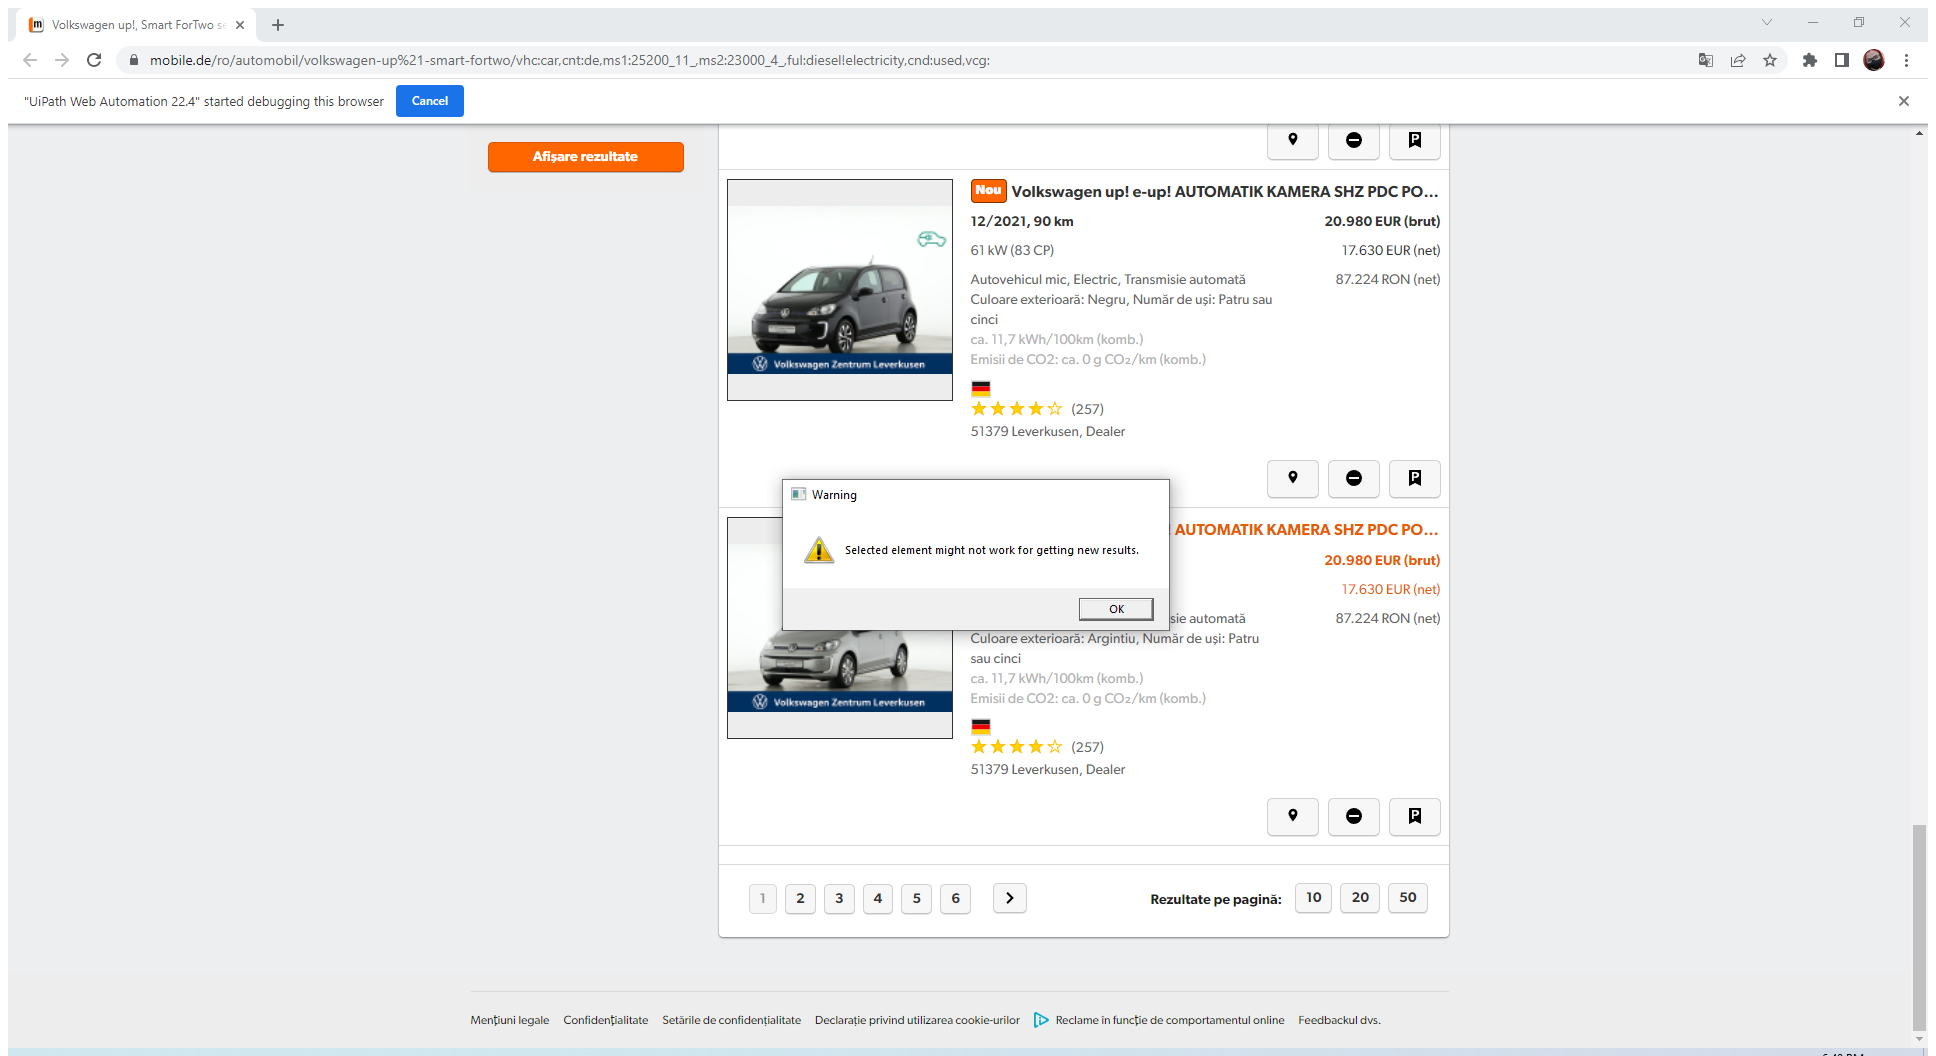 Volkswagen up!, Smart ForTwo se
mobile.de/ro/automobil/volkswagen-up%21-smart-fortwo/vhc:car,cnt:de,ms1:25200_11_,ms2:23000_4_,ful:diesel!electricity,cnd:used,vcg:
"UiPath Web Automation 22.4" started debugging this browser
Cancel
Afișare rezultate
Nou Volkswagen up! e-up! AUTOMATIK KAMERA SHZ PDC PO...
12/2021, 90 km 20.980 EUR (brut)
61 kW (83 CP) 17.630 EUR (net)
Autovehicul mic, Electric, Transmisie automată 87.224 RON (net)
Culoare exterioară: Negru, Număr de uși: Patru sau
cinci
ca. 11,7 kWh/100km (komb.)
Emisii de CO2: ca. 0 g CO₂/km (komb.)
Volkswagen Zentrum Leverkusen
(257)
51379 Leverkusen, Dealer
Warning
Selected element might not work for getting new results.
OK
! AUTOMATIK KAMERA SHZ PDC PO...
20.980 EUR (brut)
17.630 EUR (net)
sie automată 87.224 RON (net)
Culoare exterioară: Argintiu, Număr de uși: Patru
sau cinci
ca. 11,7 kWh/100km (komb.)
Emisii de CO2: ca. 0 g CO₂/km (komb.)
Volkswagen Zentrum Leverkusen
(257)
51379 Leverkusen, Dealer
1 2 3 4 5 6 Rezultate pe pagină: 10 20 50
Mențiuni legale Confidențialitate Setările de confidențialitate Declarație privind utilizarea cookie-urilor Reclame în funcție de comportamentul online Feedbackul dvs.